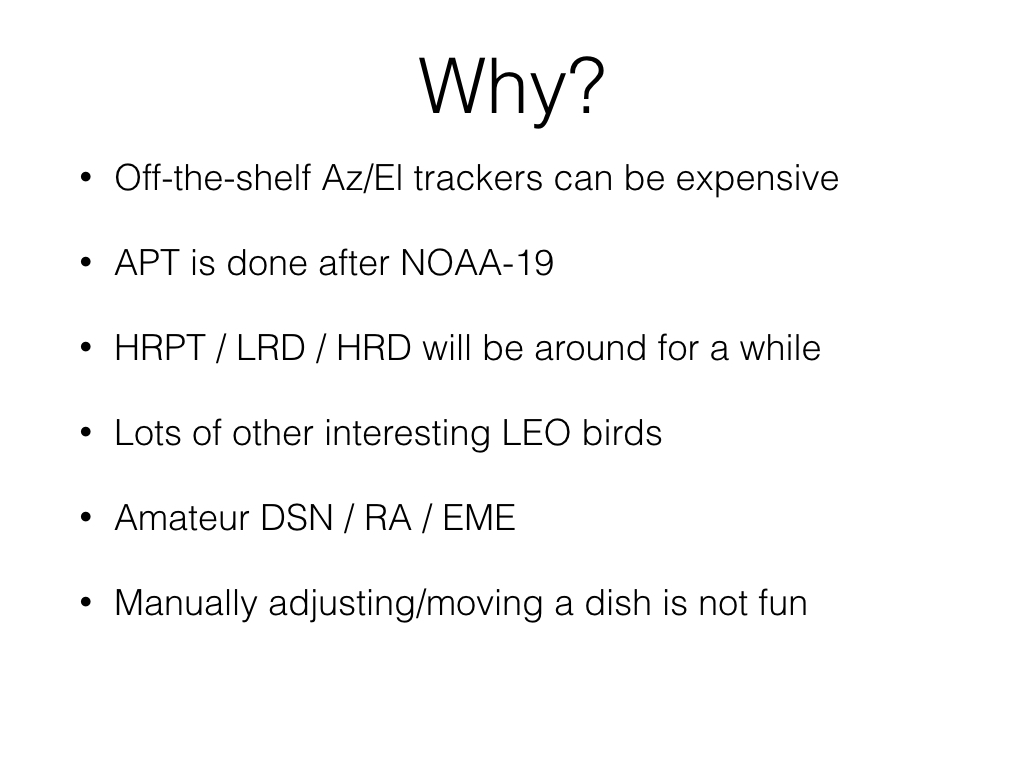 Why?
• Off-the-shelf Az/El trackers can be expensive
• APT is done after NOAA-19
• HRPT / LRD / HRD will be around for a while
• Lots of other interesting LEO birds
• Amateur DSN / RA / EME
• Manually adjusting/moving a dish is not fun